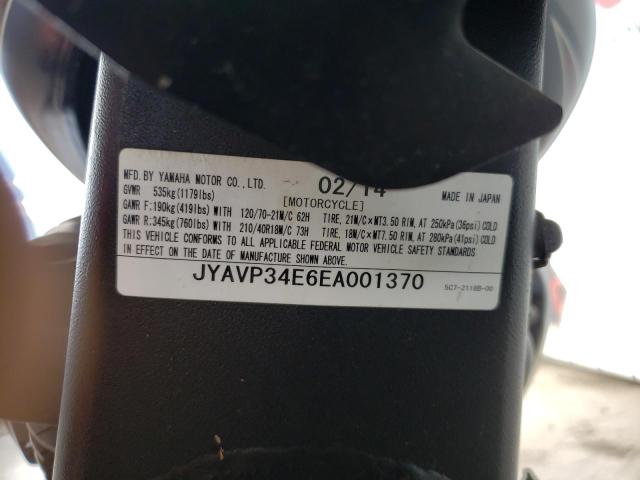 MFD.BY YAMAHA MOTOR CO.,LTD. 02/14 MADE IN JAPAN
GVWR 535kg(1179lbs) [MOTORCYCLE]
GAWR F:190kg(419lbs) WITH 120/70-21M/C 62H TIRE, 21M/C×MT3.50 RIM, AT 250kPa(36psi)COLD
GAWR R:345kg(760lbs) WITH 210/40R18M/C 73H TIRE, 18M/C×MT7.50 RIM, AT 280kPa(41psi)COLD
THIS VEHICLE CONFORMS TO ALL APPLICABLE FEDERAL MOTOR VEHICLE SAFETY STANDARDS
IN EFFECT ON THE DATE OF MANUFACTURE SHOWN ABOVE.
JYAVP34E6EA001370
5C7-2118B-00